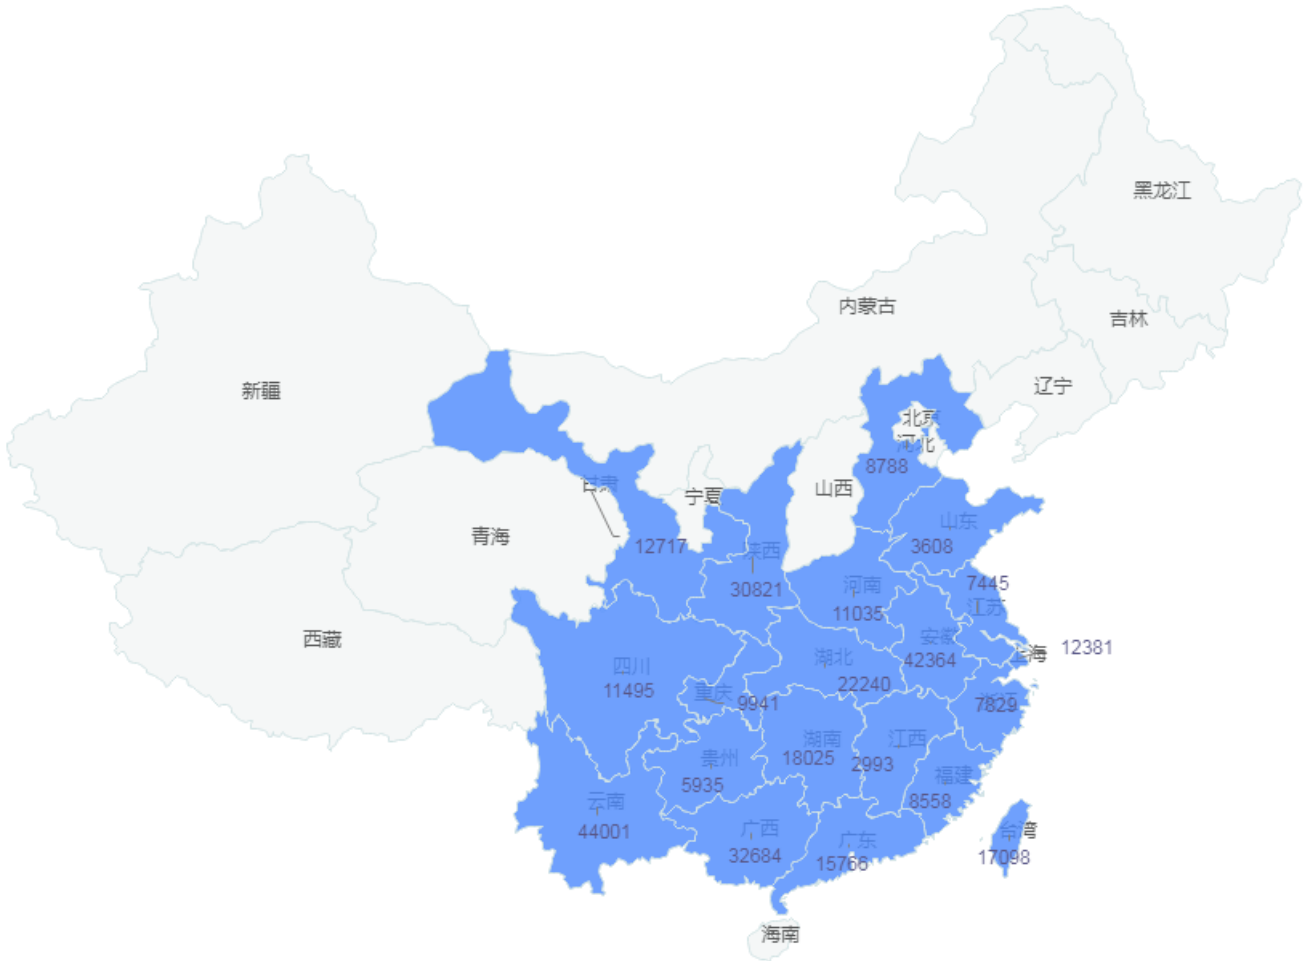 黑龙江
内蒙古
吉林
辽宁
新疆
北京
河北
8788
甘肃
宁夏
山西
青海
12717
陕西
30821
山东
3608
河南
11035
7445
江苏
安徽
42364
上海
12381
西藏
四川
11495
湖北
22240
重庆
9941
浙江
7829
湖南
18025
江西
2993
贵州
5935
福建
8558
云南
44001
广西
32684
广东
15766
台湾
17098
海南